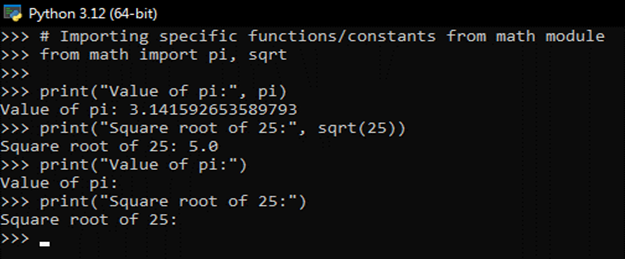 Python 3.12 (64-bit)
>>> # Importing specific functions/constants from math module
>>> from math import pi, sqrt
>>>
>>> print("Value of pi:", pi)
Value of pi: 3.141592653589793
>>> print("Square root of 25:", sqrt(25))
Square root of 25: 5.0
>>> print("Value of pi:")
Value of pi:
>>> print("Square root of 25:")
Square root of 25:
>>>